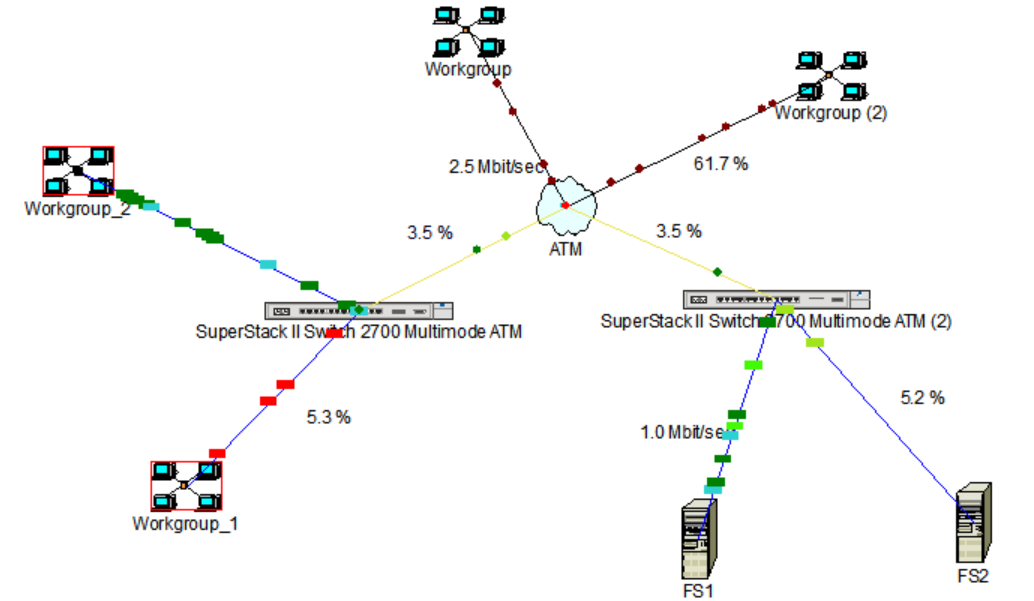 Workgroup
Workgroup (2)
2.5 Mbit/sec
61.7 %
Workgroup_2
3.5 %
ATM
3.5 %
SuperStack II Switch 2700 Multimode ATM
SuperStack II Switch 2700 Multimode ATM (2)
5.3 %
5.2 %
1.0 Mbit/sec
Workgroup_1
FS1
FS2